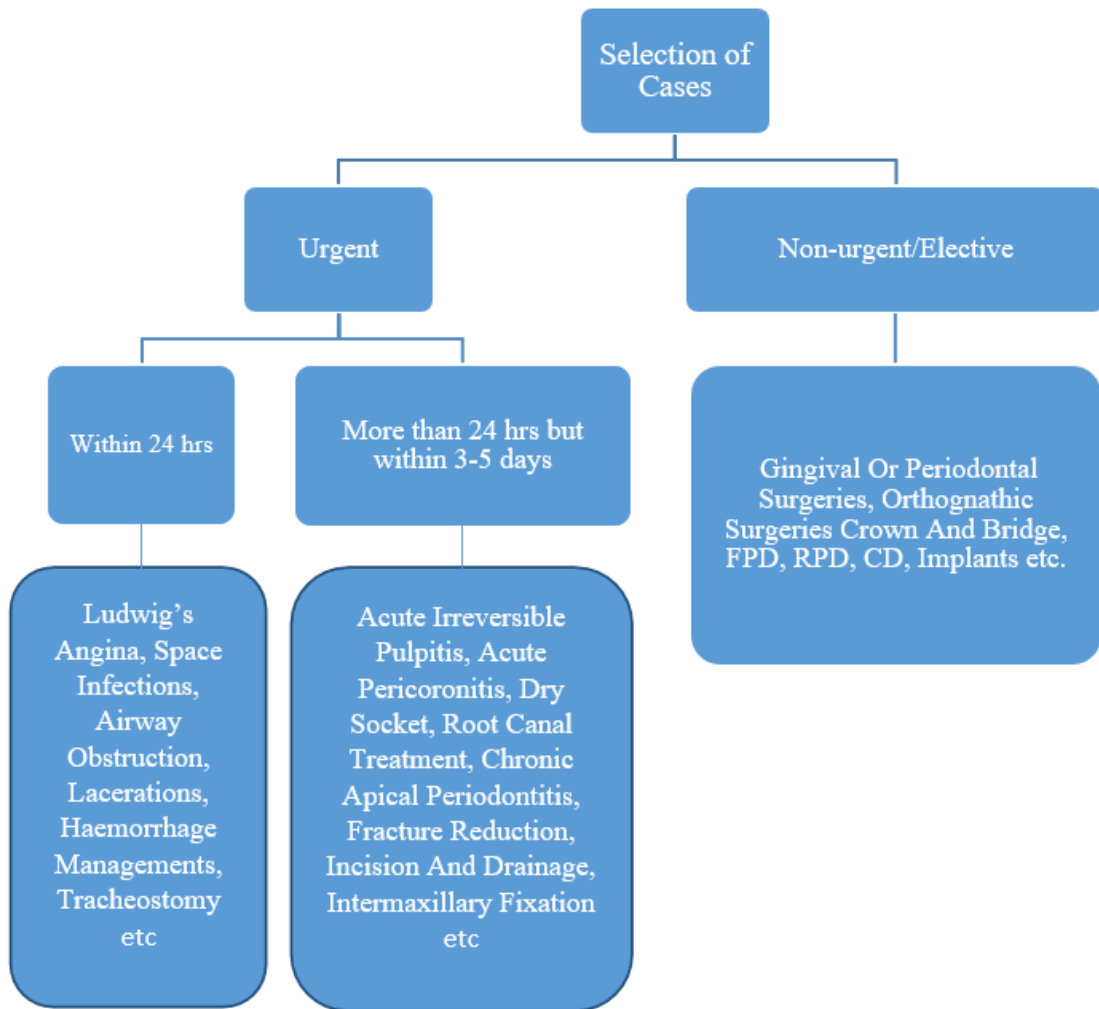 Selection of
Cases
Urgent
Non-urgent/Elective
Within 24 hrs
More than 24 hrs but
within 3-5 days
Gingival Or Periodontal
Surgeries, Orthognathic
Surgeries Crown And Bridge,
FPD, RPD, CD, Implants etc.
Ludwig’s
Angina, Space
Infections,
Airway
Obstruction,
Lacerations,
Haemorrhage
Managements,
Tracheostomy
etc
Acute Irreversible
Pulpitis, Acute
Pericoronitis, Dry
Socket, Root Canal
Treatment, Chronic
Apical Periodontitis,
Fracture Reduction,
Incision And Drainage,
Intermaxillary Fixation
etc